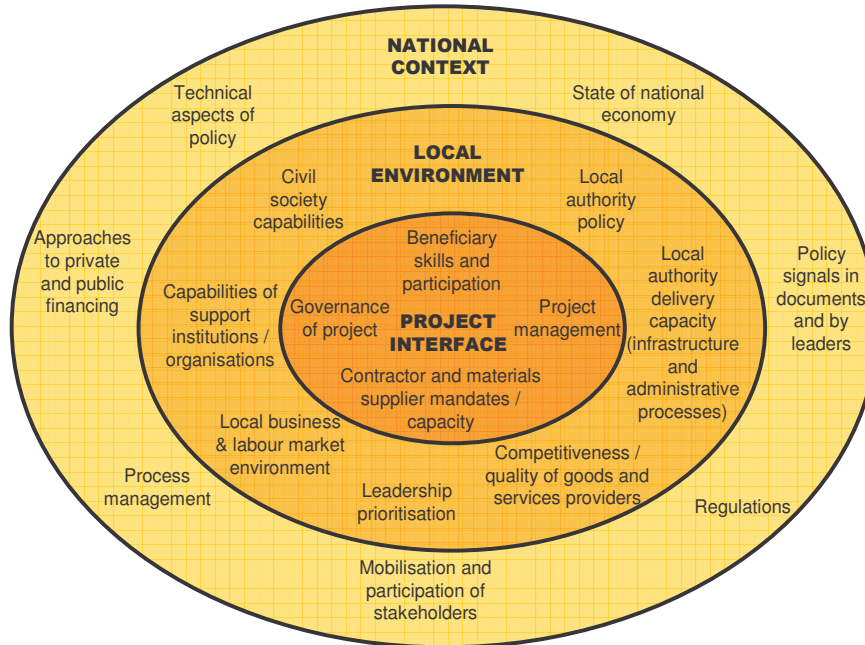 NATIONAL
CONTEXT
Technical
aspects of
policy
State of national
economy
LOCAL
ENVIRONMENT
Civil
society
capabilities
Local
authority
policy
Approaches
to private
and public
financing
Beneficiary
skills and
participation
Local
authority
delivery
capacity
(infrastructure
and
administrative
processes)
Policy
signals in
documents
and by
leaders
Capabilities of
support
institutions /
organisations
Governance
of project
PROJECT
INTERFACE
Project
management
Contractor and materials
supplier mandates /
capacity
Local business
& labour market
environment
Competitiveness /
quality of goods and
services providers
Process
management
Leadership
prioritisation
Regulations
Mobilisation and
participation of
stakeholders